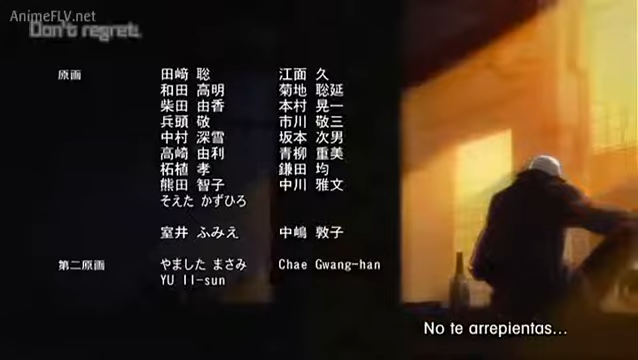 AnimeFLV.net
Don't regret.
原画 田﨑 聡 江面 久
和田 高明 菊地 聡延
柴田 由香 本村 晃一
兵頭 敬 市川 敬三
中村 深雪 坂本 次男
高﨑 由利 青柳 重美
柘植 孝 鎌田 均
熊田 智子 中川 雅文
そえた かずひろ
室井 ふみえ 中嶋 敦子
第二原画 やました まさみ Chae Gwang-han
YU Il-sun
No te arrepientas...